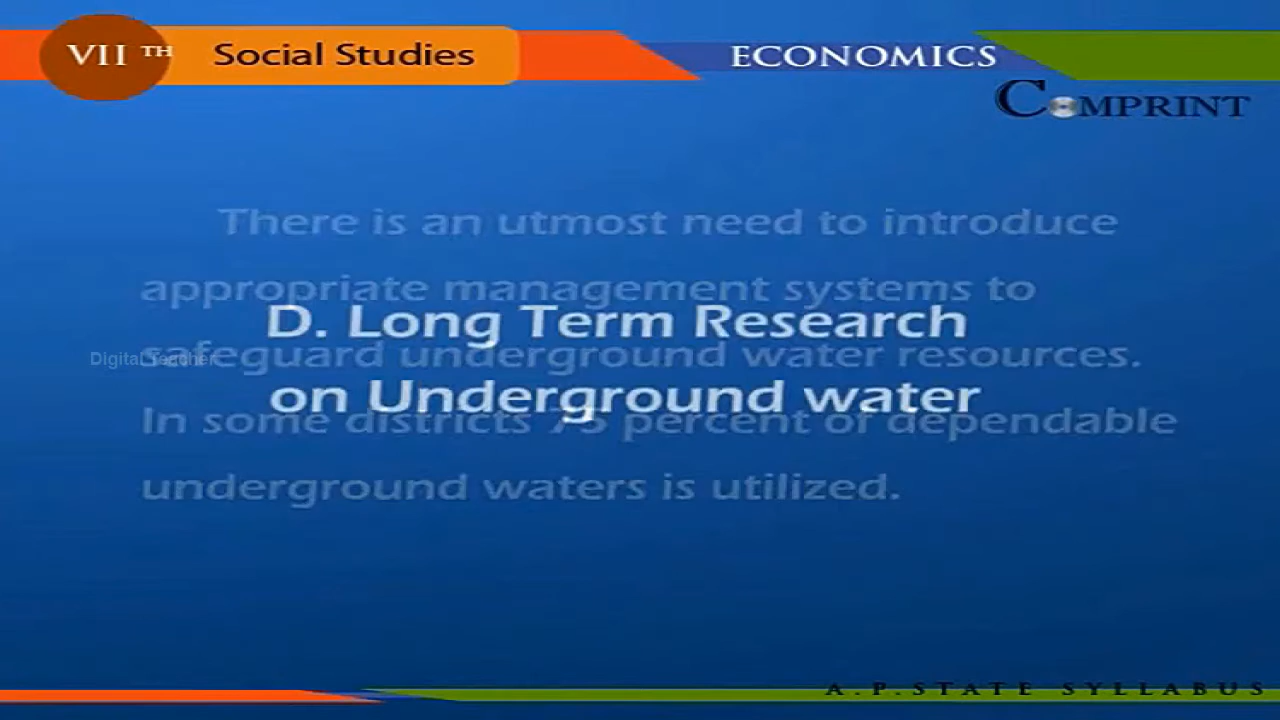 VII TH Social Studies ECONOMICS
COMPRINT
There is an utmost need to introduce
appropriate management systems to
D. Long Term Research
Digital Teacher
safeguard underground water resources.
on Underground water
In some districts 75 percent of dependable
underground waters is utilized.
A.P.STATE SYLLABUS